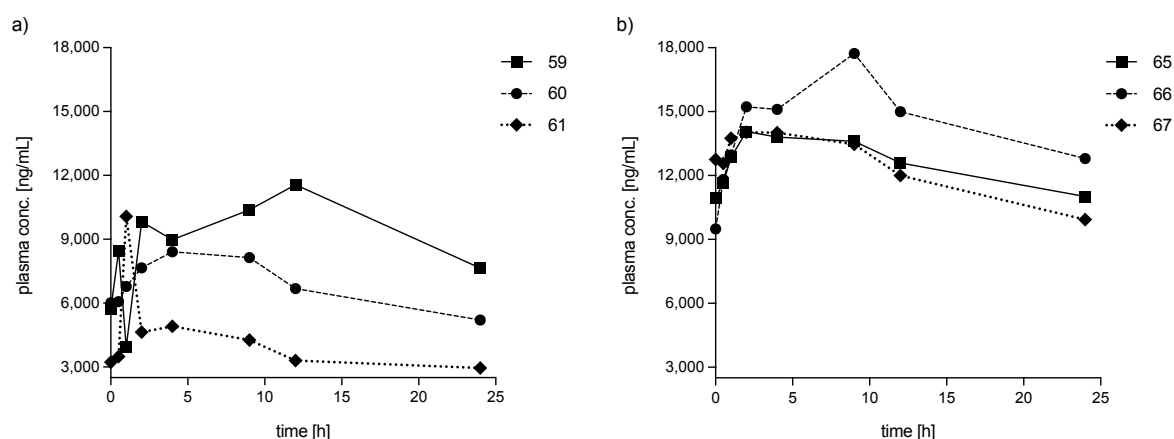 a)
18,000
15,000
12,000
9,000
6,000
3,000
plasma conc. [ng/mL]
0 5 10 15 20 25
time [h]
59
60
61
b)
18,000
15,000
12,000
9,000
6,000
3,000
plasma conc. [ng/mL]
0 5 10 15 20 25
time [h]
65
66
67